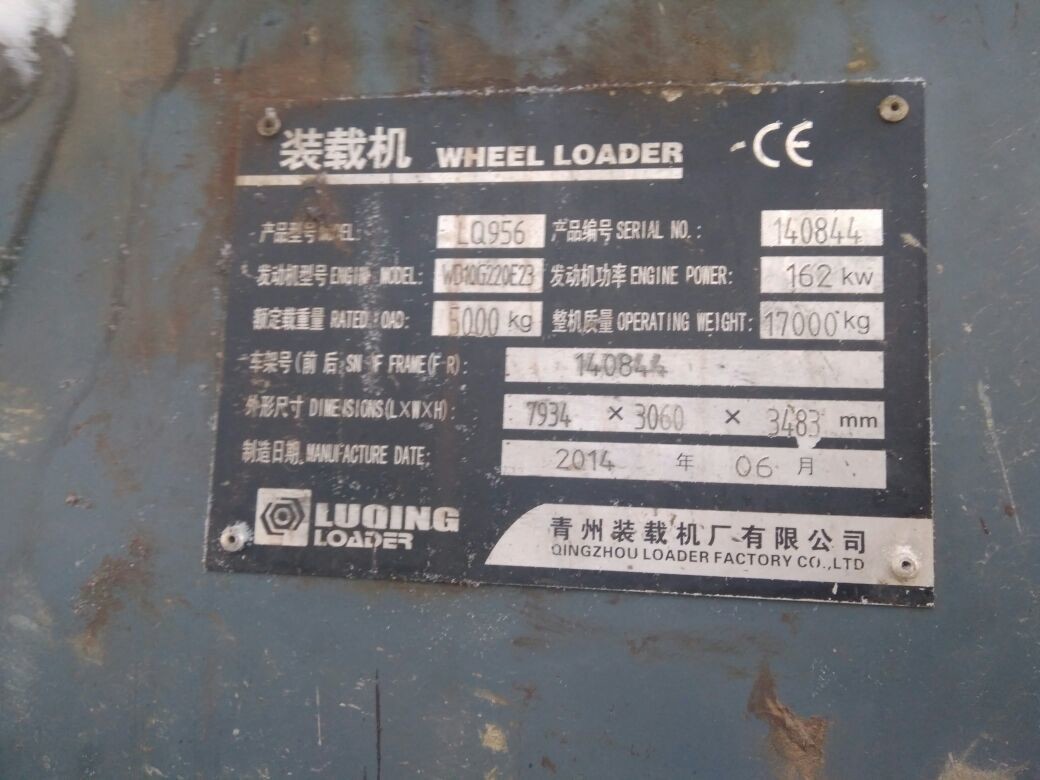 装载机 WHEEL LOADER CE
产品型号 MODEL: LQ956 产品编号 SERIAL NO.: 140844
发动机型号 ENGINE MODEL: WD10G220E23 发动机功率 ENGINE POWER: 162 kw
额定载重量 RATED LOAD: 5000 kg 整机质量 OPERATING WEIGHT: 17000 kg
车架号(前 后) SN OF FRAME(F R): 140844
外形尺寸 DIMENSIONS(L×W×H): 7934 × 3060 × 3483 mm
制造日期 MANUFACTURE DATE: 2014 年 06 月
LUQING
LOADER
青州装载机厂有限公司
QINGZHOU LOADER FACTORY CO.,LTD